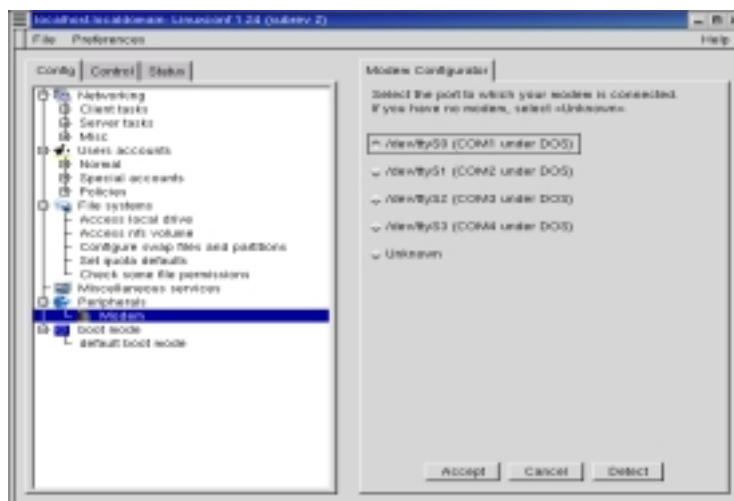 localhost.localdomain: Linuxconf 1.24 (subrev 2)
File Preferences Help
Config Control Status
Networking
Client tasks
Server tasks
Misc
Users accounts
Normal
Special accounts
Policies
File systems
Access local drive
Access nfs volume
Configure swap files and partitions
Set quota defaults
Check some file permissions
Miscellaneous services
Peripherals
Modem
boot mode
default boot mode
Modem Configurator
Select the port to which your modem is connected.
If you have no modem, select «Unknown»
/dev/ttyS0 (COM1 under DOS)
/dev/ttyS1 (COM2 under DOS)
/dev/ttyS2 (COM3 under DOS)
/dev/ttyS3 (COM4 under DOS)
Unknown
Accept Cancel Detect